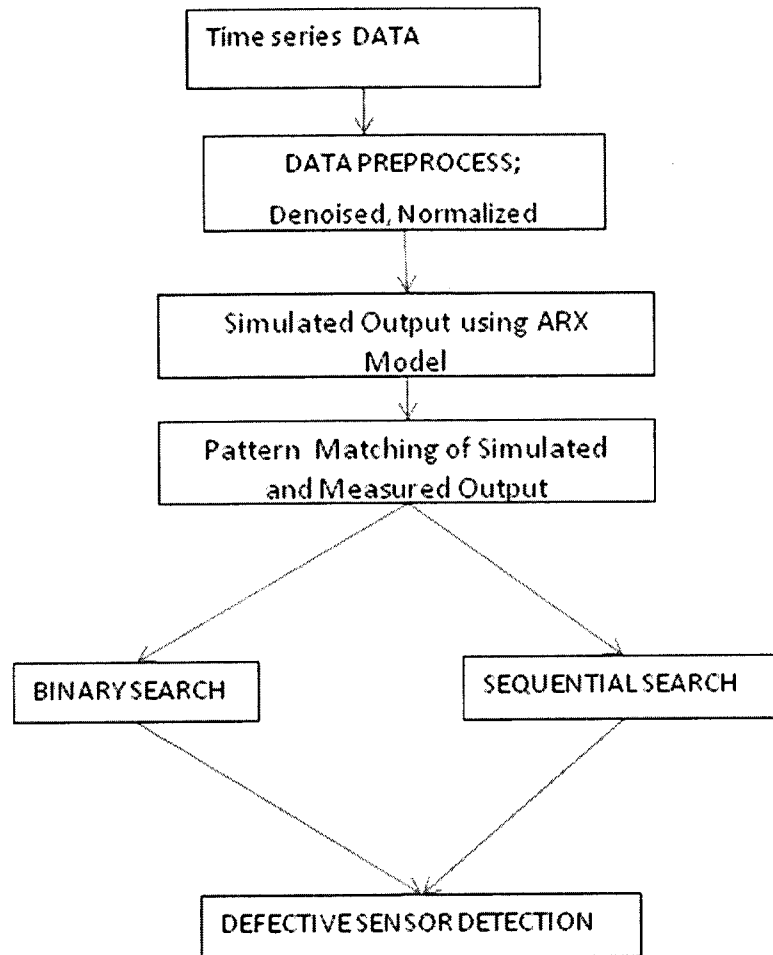 Time series DATA
DATA PREPROCESS;
Denoised, Normalized
Simulated Output using ARX
Model
Pattern Matching of Simulated
and Measured Output
BINARY SEARCH
SEQUENTIAL SEARCH
DEFECTIVE SENSOR DETECTION